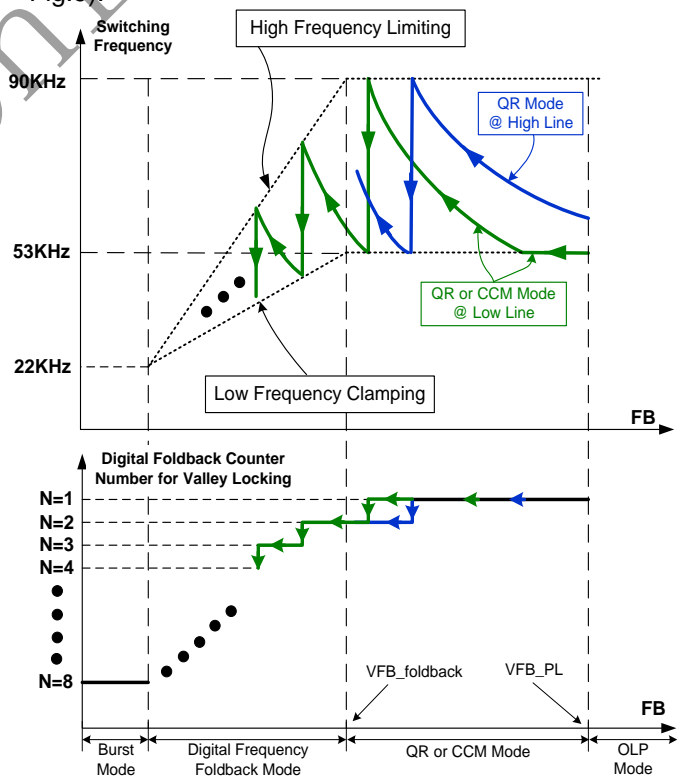 Fig.8).
Switching
Frequency
High Frequency Limiting
90KHz
QR Mode
@ High Line
53KHz
QR or CCM Mode
@ Low Line
22KHz
Low Frequency Clamping
FB
Digital Foldback Counter
Number for Valley Locking
N=1
N=2
N=3
N=4
N=8
VFB_foldback
VFB_PL
FB
Burst
Mode
Digital Frequency
Foldback Mode
QR or CCM Mode
OLP
Mode